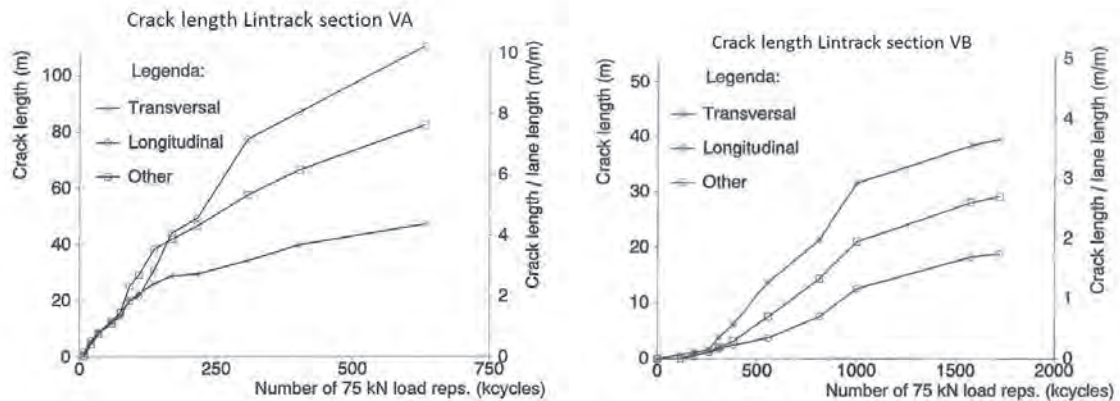 Crack length Lintrack section VA
Crack length (m)
100
80
60
40
20
0
Legenda:
Transversal
Longitudinal
Other
10
8
6
4
2
0
Crack length / lane length (m/m)
0
250
500
750
Number of 75 kN load reps. (kcycles)
Crack length Lintrack section VB
Crack length (m)
50
40
30
20
10
0
Legenda:
Transversal
Longitudinal
Other
5
4
3
2
1
0
Crack length / lane length (m/m)
0
500
1000
1500
2000
Number of 75 kN load reps. (kcycles)